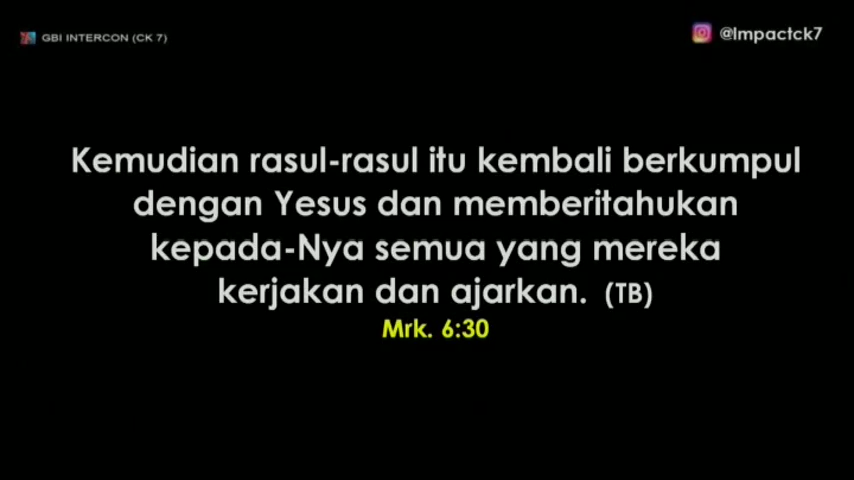 GBI INTERCON (CK 7)
@Impactck7
Kemudian rasul-rasul itu kembali berkumpul
dengan Yesus dan memberitahukan
kepada-Nya semua yang mereka
kerjakan dan ajarkan. (TB)
Mrk. 6:30